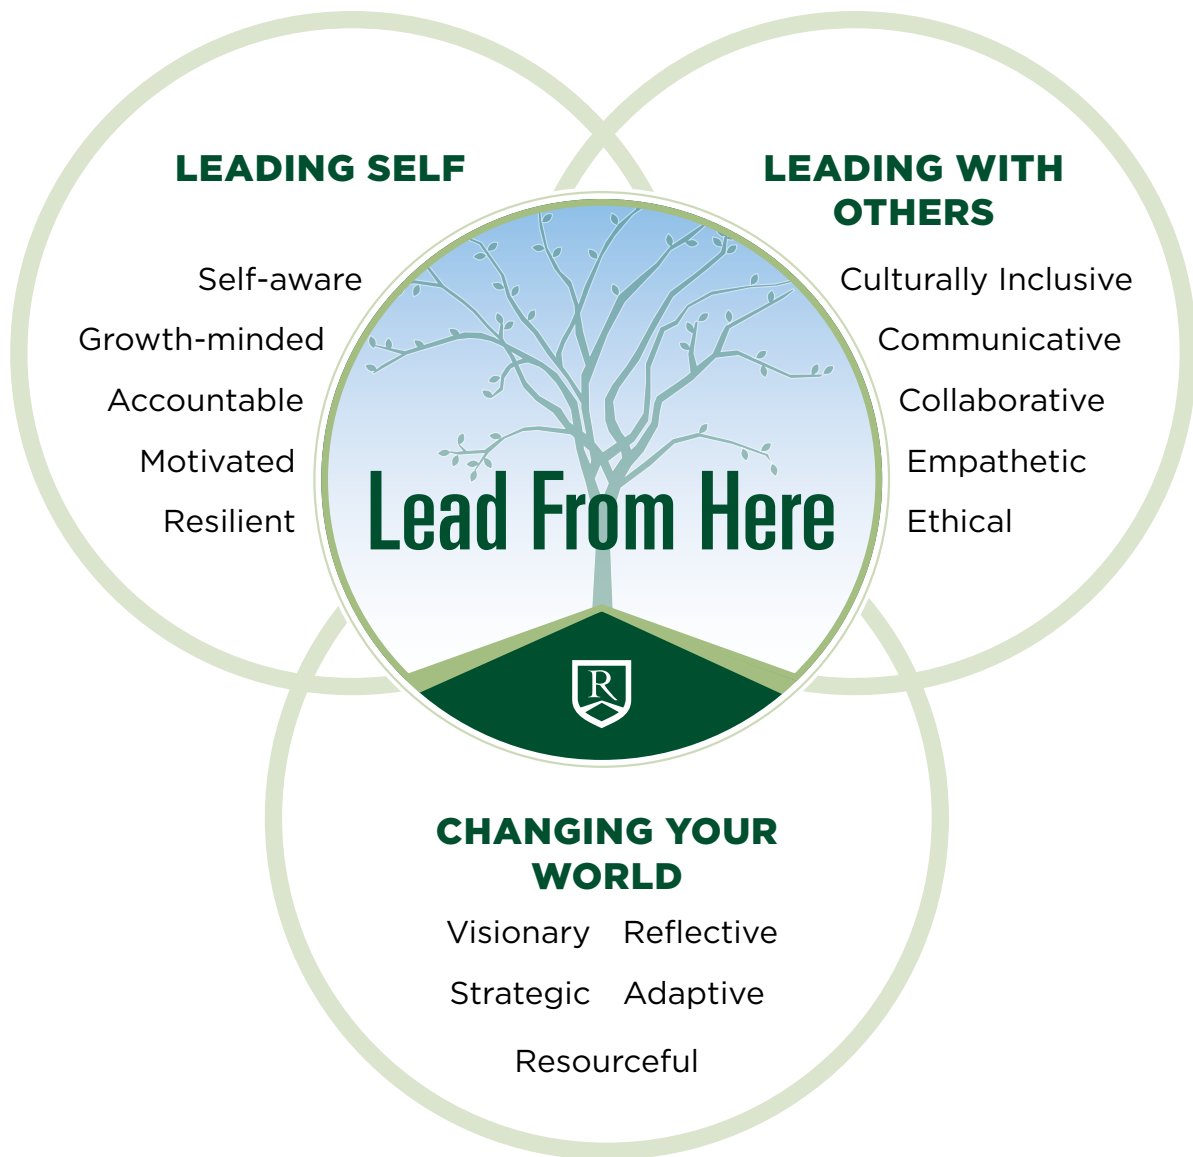 LEADING SELF
Self-aware
Growth-minded
Accountable
Motivated
Resilient
LEADING WITH
OTHERS
Culturally Inclusive
Communicative
Collaborative
Empathetic
Ethical
Lead From Here
R
CHANGING YOUR
WORLD
Visionary Reflective
Strategic Adaptive
Resourceful